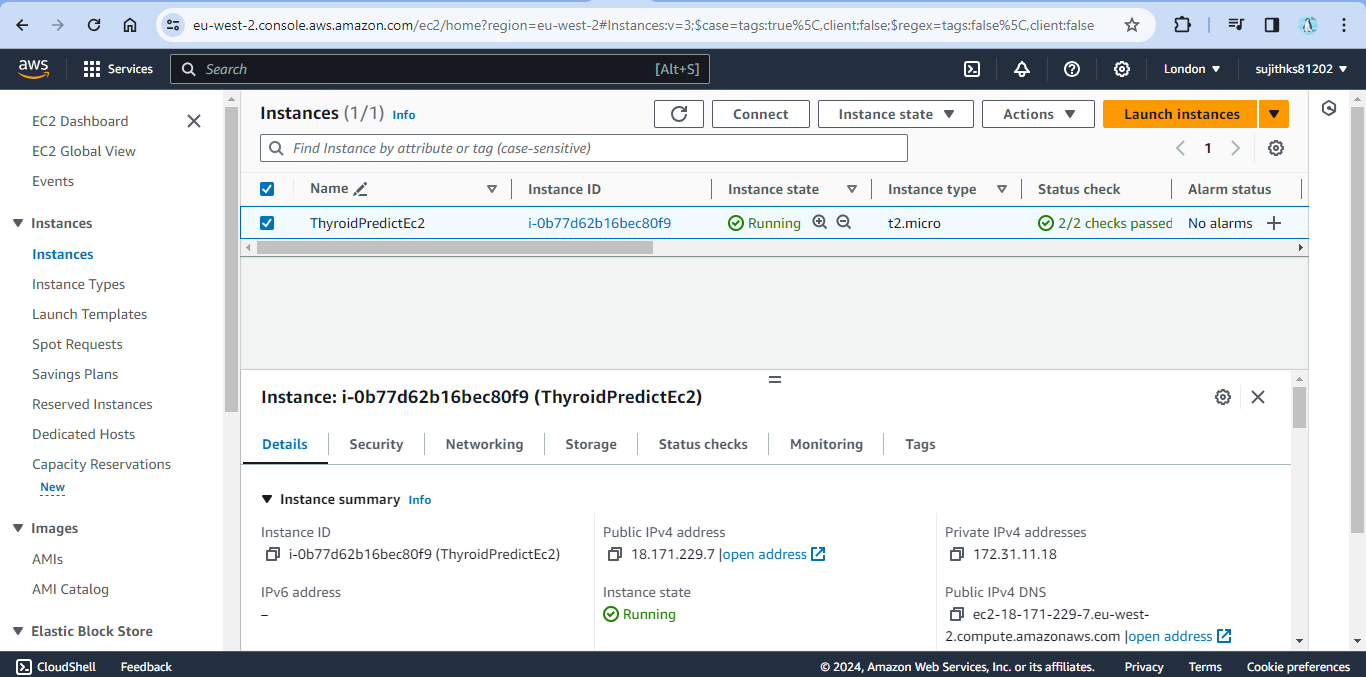 eu-west-2.console.aws.amazon.com/ec2/home?region=eu-west-2#Instances:v=3;$case=tags:true%5C,client:false;$regex=tags:false%5C,client:false
aws Services Search [Alt+S] London sujithks81202
EC2 Dashboard
EC2 Global View
Events
Instances
Instances
Instance Types
Launch Templates
Spot Requests
Savings Plans
Reserved Instances
Dedicated Hosts
Capacity Reservations
New
Images
AMIs
AMI Catalog
Elastic Block Store
Instances (1/1) Info Connect Instance state Actions Launch instances
Find Instance by attribute or tag (case-sensitive) 1
Name Instance ID Instance state Instance type Status check Alarm status
ThyroidPredictEc2 i-0b77d62b16bec80f9 Running t2.micro 2/2 checks passed No alarms
Instance: i-0b77d62b16bec80f9 (ThyroidPredictEc2)
Details Security Networking Storage Status checks Monitoring Tags
Instance summary Info
Instance ID
i-0b77d62b16bec80f9 (ThyroidPredictEc2)
IPv6 address
–
Public IPv4 address
18.171.229.7 |open address
Instance state
Running
Private IPv4 addresses
172.31.11.18
Public IPv4 DNS
ec2-18-171-229-7.eu-west-
2.compute.amazonaws.com |open address
CloudShell Feedback © 2024, Amazon Web Services, Inc. or its affiliates. Privacy Terms Cookie preferences